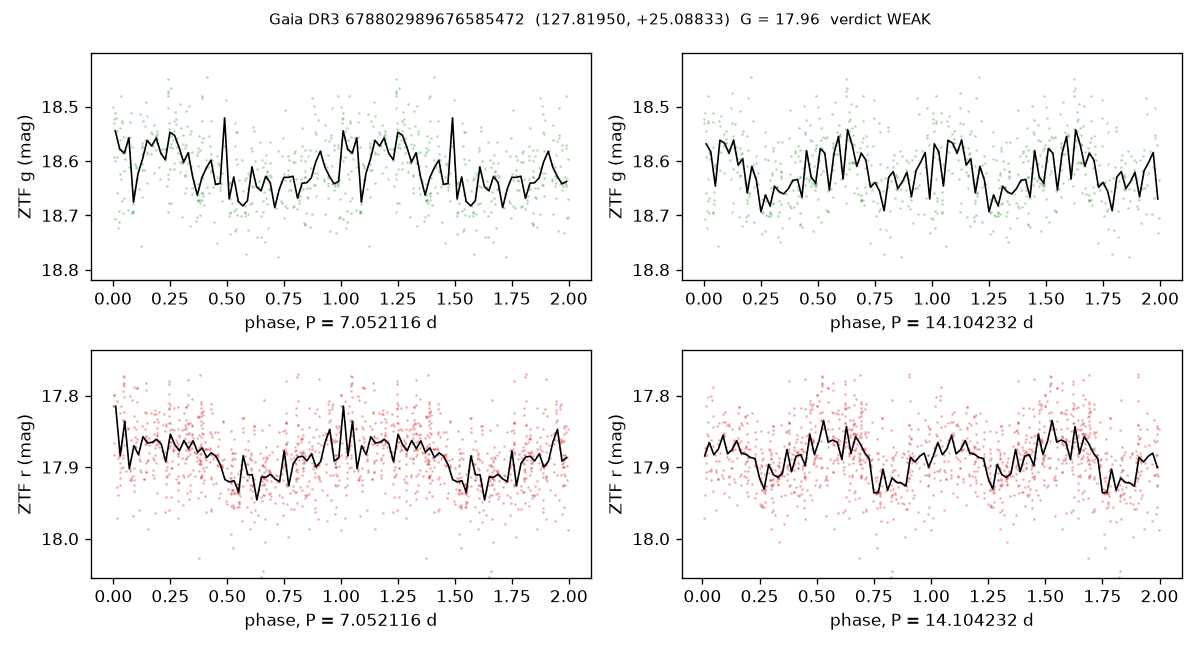 Gaia DR3 678802989676585472  (127.81950, +25.08833)  G = 17.96  verdict WEAK
ZTF g (mag)
18.5
18.6
18.7
18.8
0.00 0.25 0.50 0.75 1.00 1.25 1.50 1.75 2.00
phase, P = 7.052116 d
ZTF g (mag)
18.5
18.6
18.7
18.8
0.00 0.25 0.50 0.75 1.00 1.25 1.50 1.75 2.00
phase, P = 14.104232 d
ZTF r (mag)
17.8
17.9
18.0
0.00 0.25 0.50 0.75 1.00 1.25 1.50 1.75 2.00
phase, P = 7.052116 d
ZTF r (mag)
17.8
17.9
18.0
0.00 0.25 0.50 0.75 1.00 1.25 1.50 1.75 2.00
phase, P = 14.104232 d